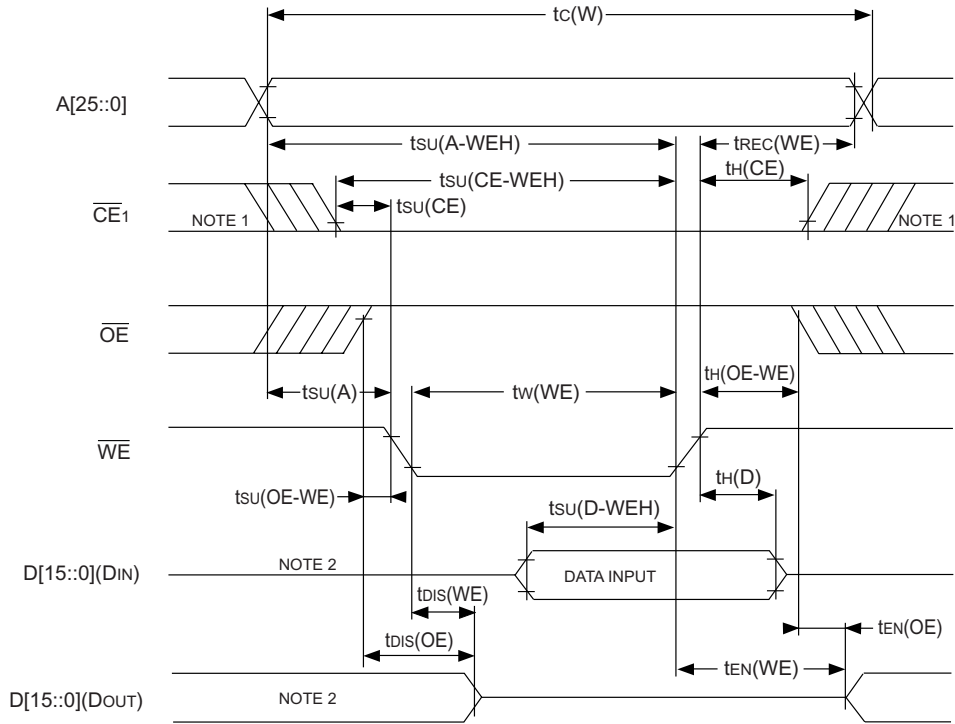 tC(W)
A[25::0]
tSU(A-WEH)
tREC(WE)
tSU(CE-WEH)
tH(CE)
tSU(CE)
CE1
NOTE 1
NOTE 1
OE
tSU(A)
tW(WE)
tH(OE-WE)
WE
tSU(OE-WE)
tH(D)
tSU(D-WEH)
D[15::0](DIN)
NOTE 2
DATA INPUT
tDIS(WE)
tEN(OE)
tDIS(OE)
tEN(WE)
D[15::0](DOUT)
NOTE 2